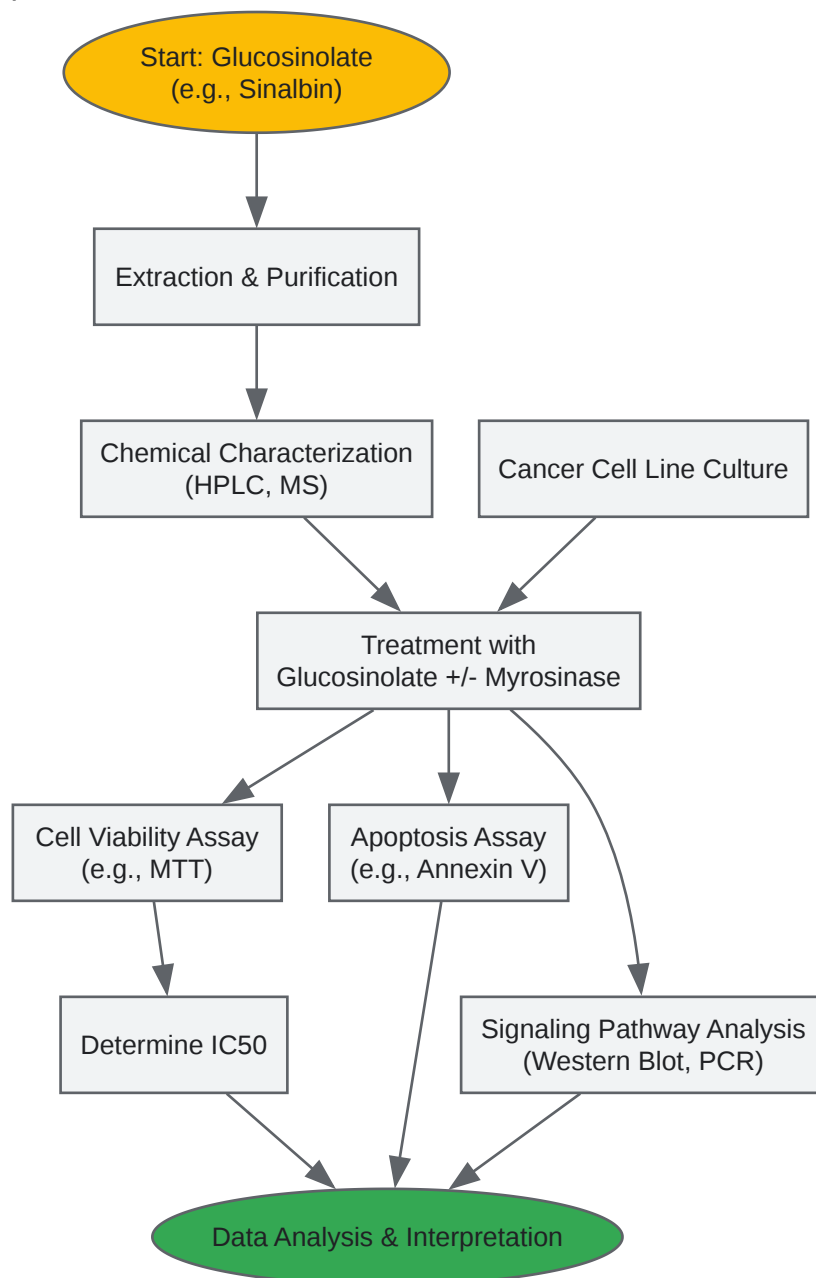 Start: Glucosinolate
(e.g., Sinalbin)
Extraction & Purification
Chemical Characterization
(HPLC, MS)
Cancer Cell Line Culture
Treatment with
Glucosinolate +/- Myrosinase
Cell Viability Assay
(e.g., MTT)
Apoptosis Assay
(e.g., Annexin V)
Determine IC50
Signaling Pathway Analysis
(Western Blot, PCR)
Data Analysis & Interpretation